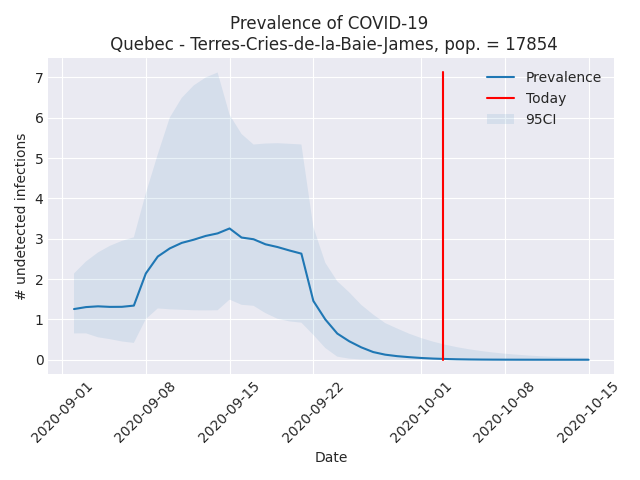 Prevalence of COVID-19
Quebec - Terres-Cries-de-la-Baie-James, pop. = 17854
7
6
5
4
3
2
1
0
# undetected infections
Prevalence
Today
95CI
2020-09-01
2020-09-08
2020-09-15
2020-09-22
2020-10-01
2020-10-08
2020-10-15
Date